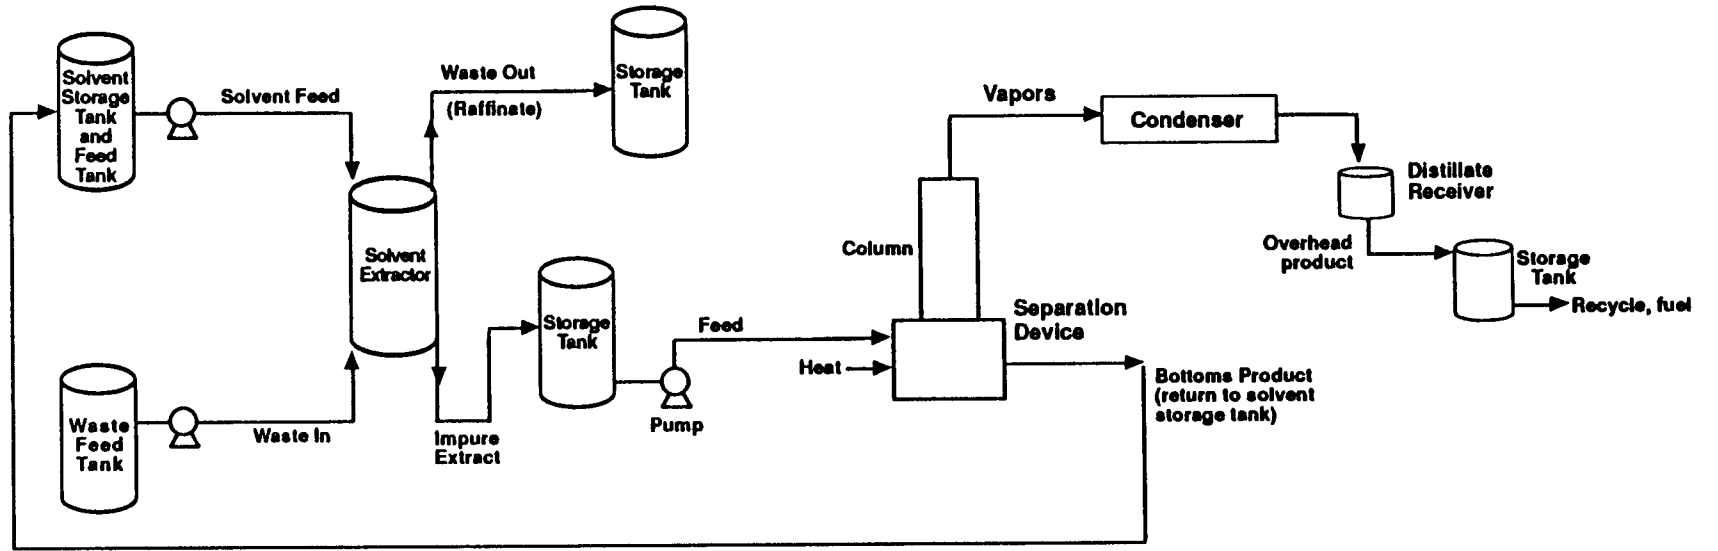 Solvent
Storage
Tank
and
Feed
Tank
Solvent Feed
Waste Out
(Raffinate)
Storage
Tank
Solvent
Extractor
Waste
Feed
Tank
Waste In
Impure
Extract
Storage
Tank
Pump
Feed
Heat
Column
Separation
Device
Vapors
Condenser
Distillate
Receiver
Overhead
product
Storage
Tank
Recycle, fuel
Bottoms Product
(return to solvent
storage tank)